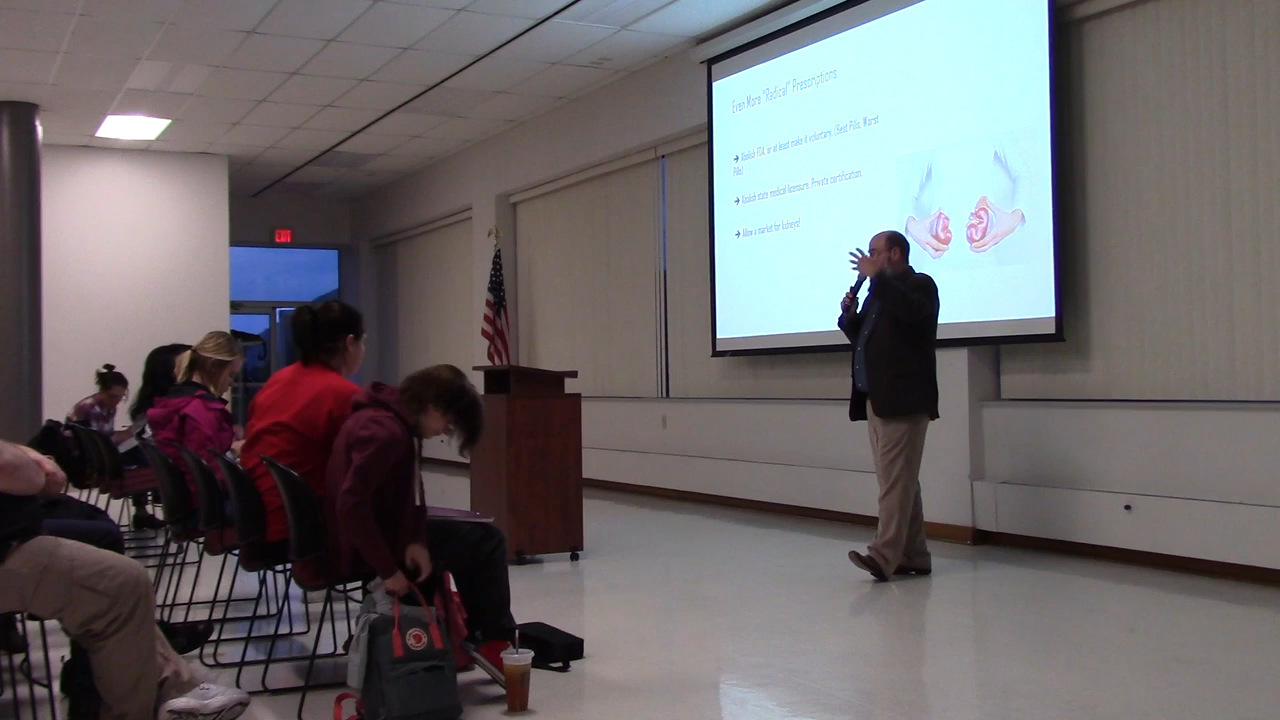 Even More "Radical" Prescriptions
➔ Abolish FDA, or at least make it voluntary. (Best Pills, Worst
Pills)
➔ Abolish state medical licensure. Private certification.
➔ Allow a market for kidneys!
EXIT